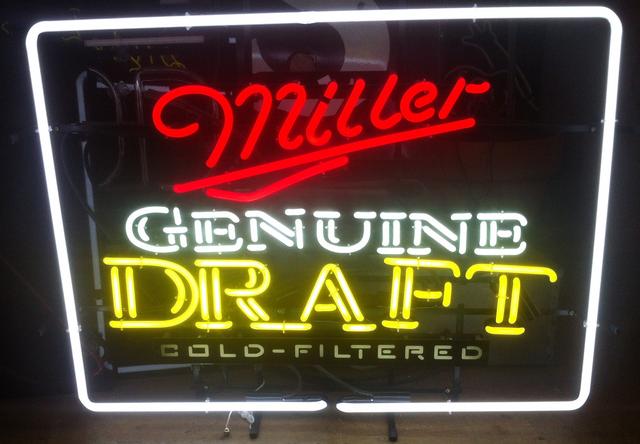 Miller
GENUINE
DRAFT
COLD-FILTERED